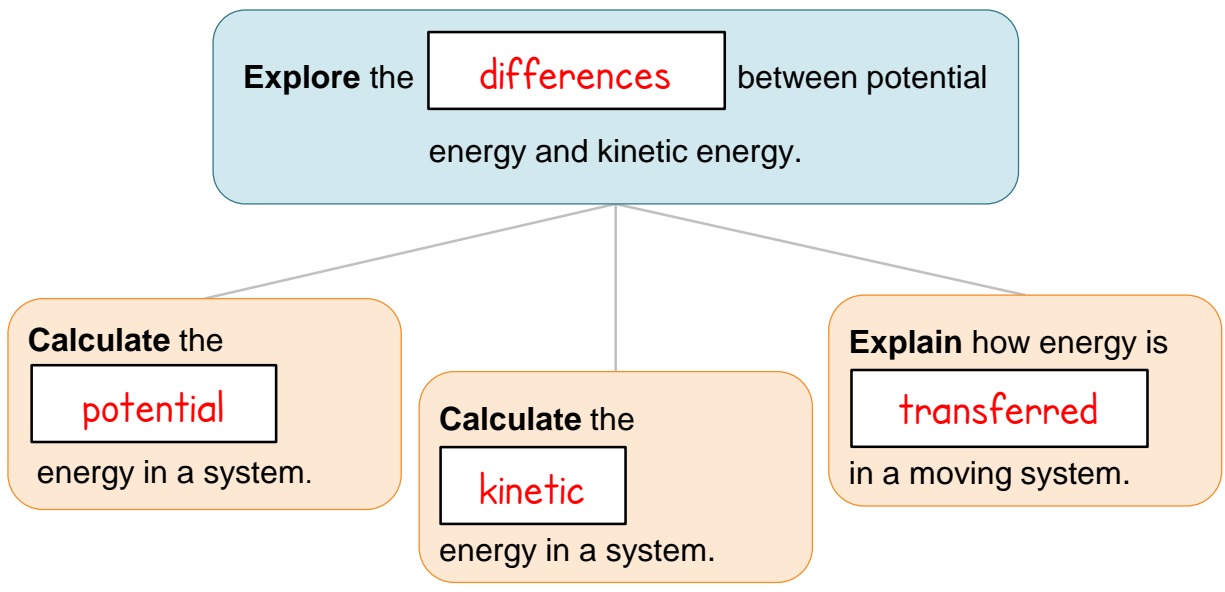 Explore the differences between potential
energy and kinetic energy.
Calculate the
potential
energy in a system.
Calculate the
kinetic
energy in a system.
Explain how energy is
transferred
in a moving system.